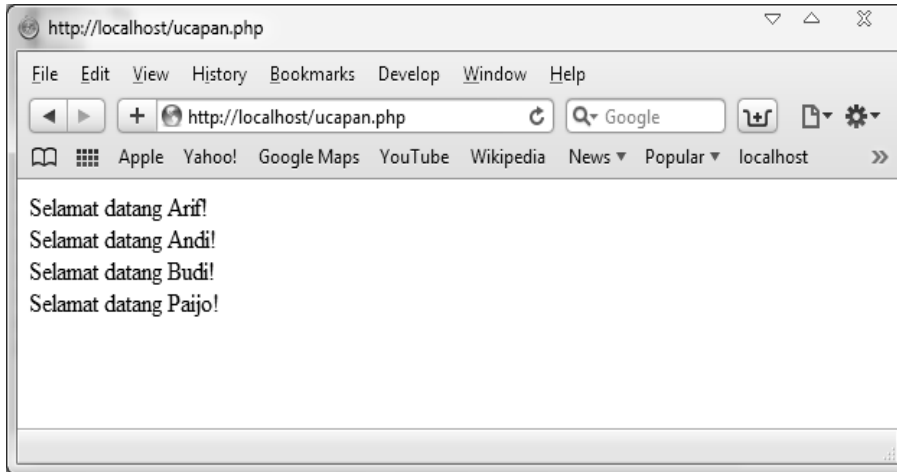 http://localhost/ucapan.php
File Edit View History Bookmarks Develop Window Help
http://localhost/ucapan.php Google
Apple Yahoo! Google Maps YouTube Wikipedia News Popular localhost
Selamat datang Arif!
Selamat datang Andi!
Selamat datang Budi!
Selamat datang Paijo!